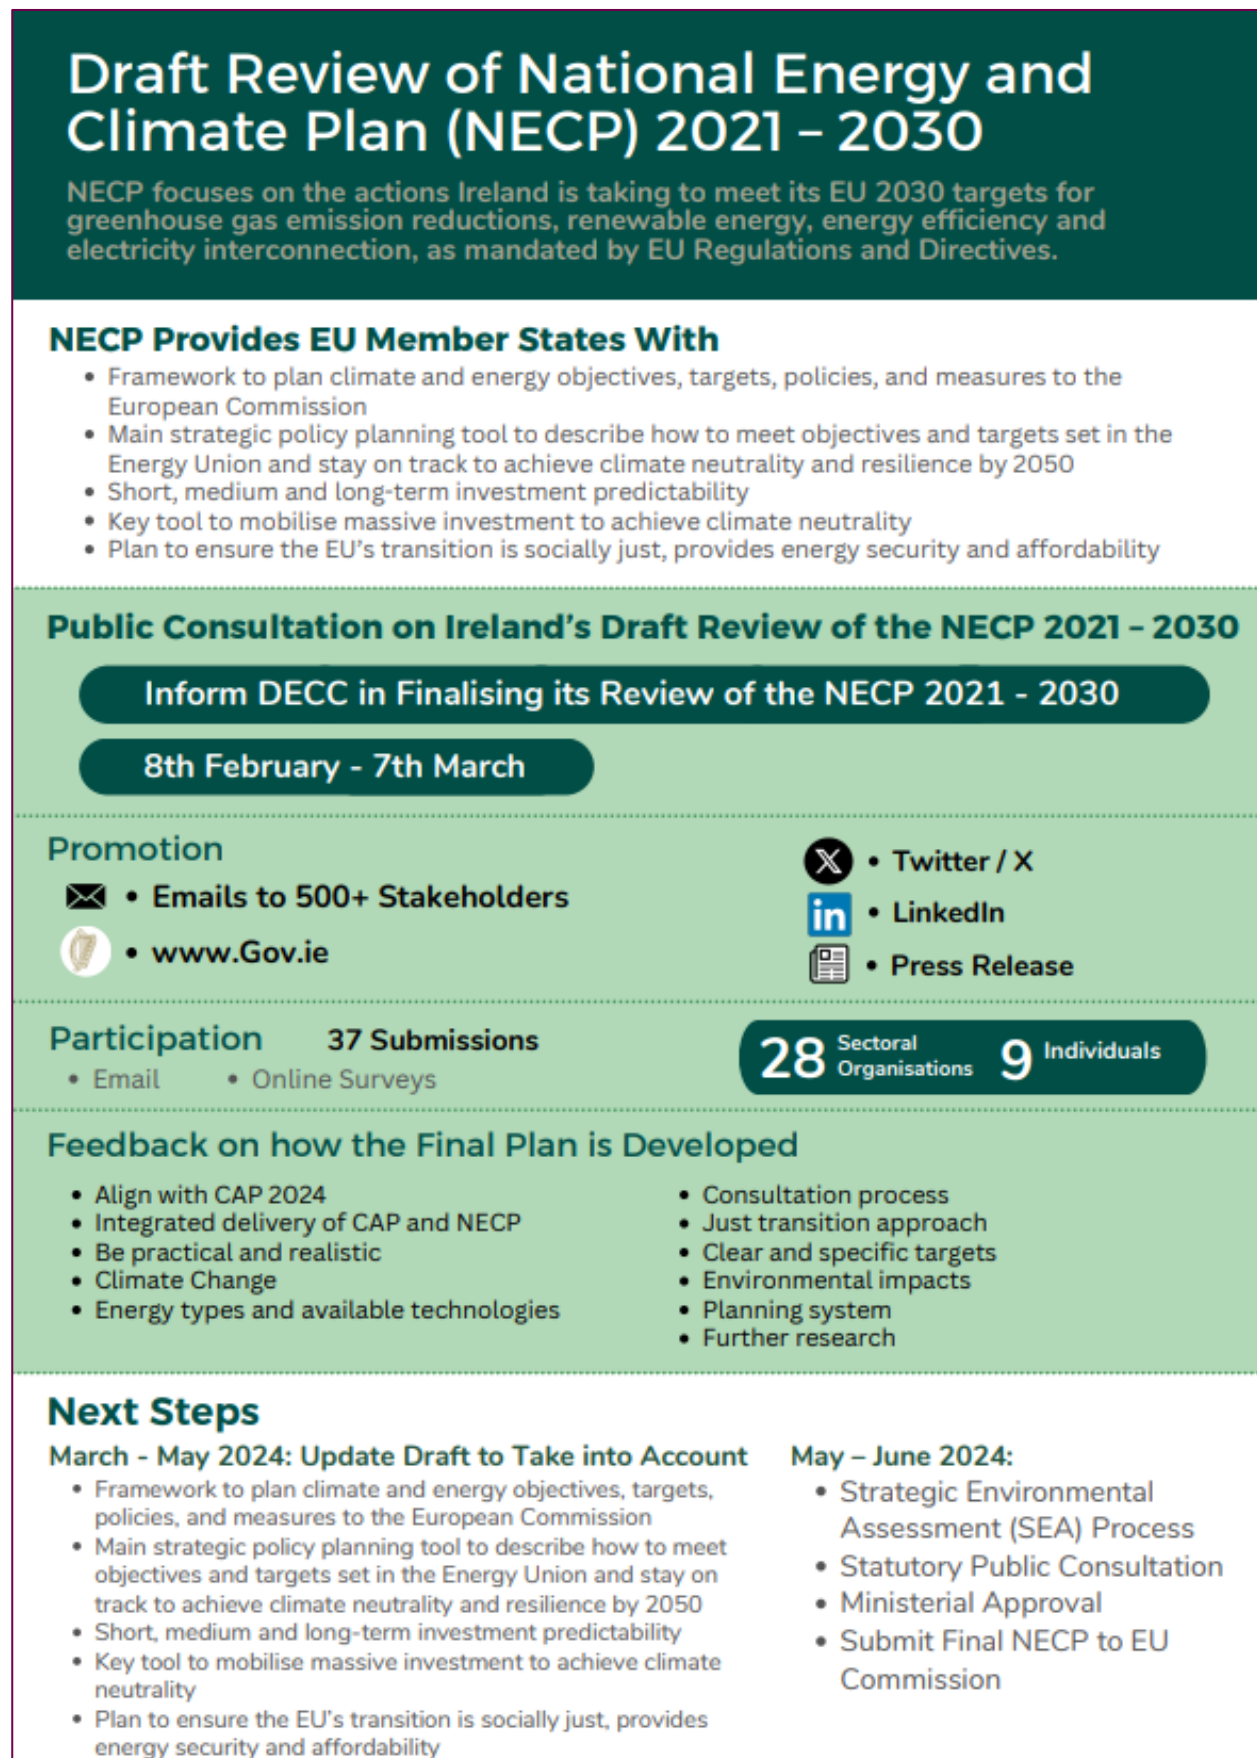 Draft Review of National Energy and
Climate Plan (NECP) 2021 – 2030
NECP focuses on the actions Ireland is taking to meet its EU 2030 targets for
greenhouse gas emission reductions, renewable energy, energy efficiency and
electricity interconnection, as mandated by EU Regulations and Directives.
NECP Provides EU Member States With
• Framework to plan climate and energy objectives, targets, policies, and measures to the
European Commission
• Main strategic policy planning tool to describe how to meet objectives and targets set in the
Energy Union and stay on track to achieve climate neutrality and resilience by 2050
• Short, medium and long-term investment predictability
• Key tool to mobilise massive investment to achieve climate neutrality
• Plan to ensure the EU's transition is socially just, provides energy security and affordability
Public Consultation on Ireland's Draft Review of the NECP 2021 – 2030
Inform DECC in Finalising its Review of the NECP 2021 - 2030
8th February - 7th March
Promotion
• Emails to 500+ Stakeholders
• www.Gov.ie
• Twitter / X
in • LinkedIn
• Press Release
Participation 37 Submissions
• Email • Online Surveys
28 Sectoral
Organisations
9 Individuals
Feedback on how the Final Plan is Developed
• Align with CAP 2024
• Integrated delivery of CAP and NECP
• Be practical and realistic
• Climate Change
• Energy types and available technologies
• Consultation process
• Just transition approach
• Clear and specific targets
• Environmental impacts
• Planning system
• Further research
Next Steps
March - May 2024: Update Draft to Take into Account
• Framework to plan climate and energy objectives, targets,
policies, and measures to the European Commission
• Main strategic policy planning tool to describe how to meet
objectives and targets set in the Energy Union and stay on
track to achieve climate neutrality and resilience by 2050
• Short, medium and long-term investment predictability
• Key tool to mobilise massive investment to achieve climate
neutrality
• Plan to ensure the EU's transition is socially just, provides
energy security and affordability
May – June 2024:
• Strategic Environmental
Assessment (SEA) Process
• Statutory Public Consultation
• Ministerial Approval
• Submit Final NECP to EU
Commission